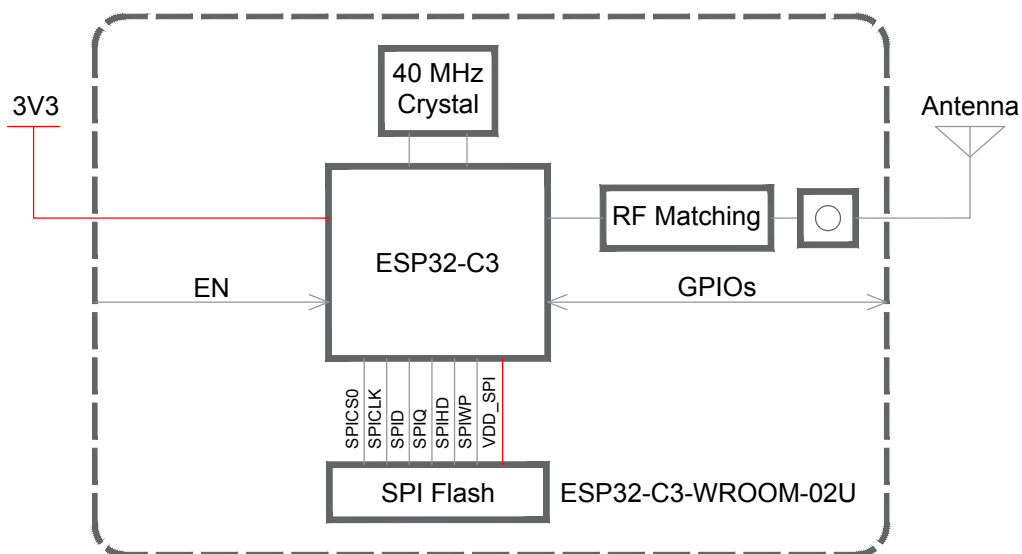 40 MHz
Crystal
3V3
Antenna
RF Matching
ESP32-C3
EN
GPIOs
SPICS0
SPICLK
SPID
SPIQ
SPIHD
SPIWP
VDD_SPI
SPI Flash
ESP32-C3-WROOM-02U